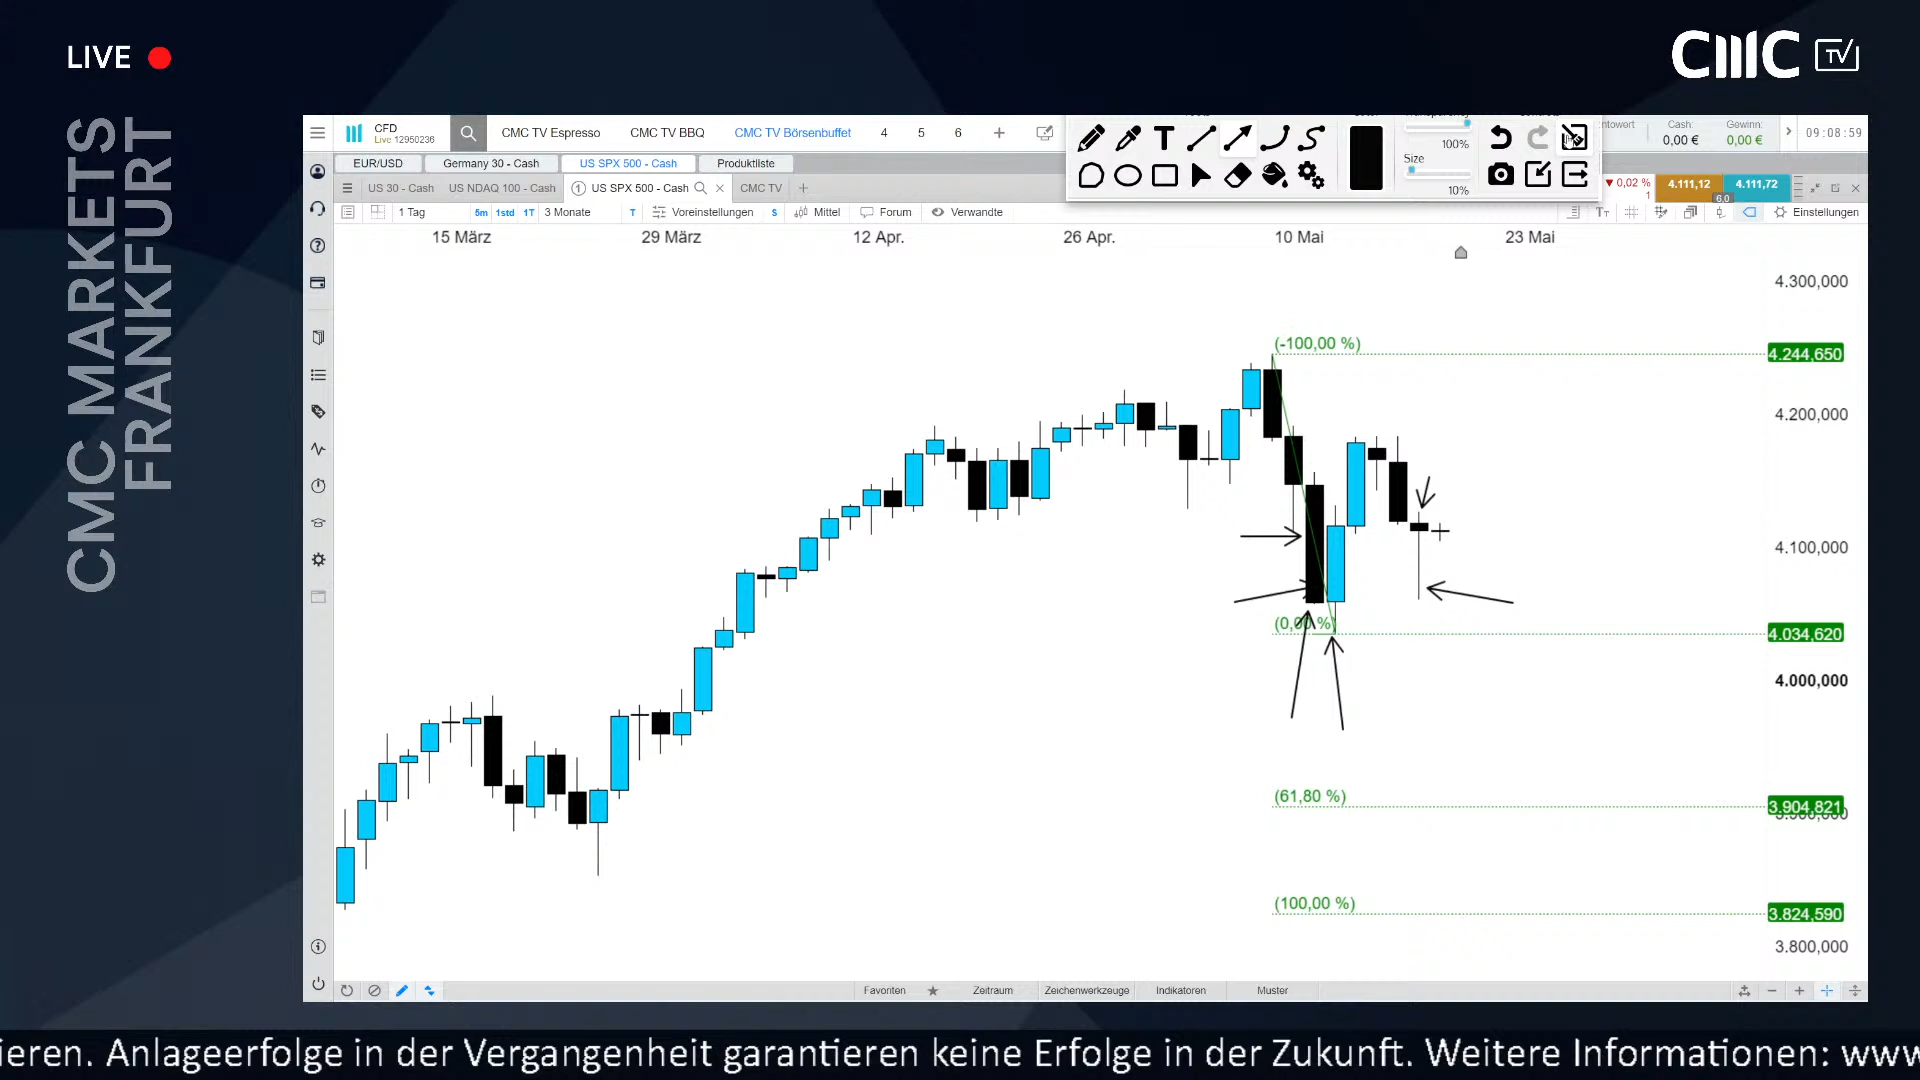 LIVE
CMC TV
CMC MARKETS
FRANKFURT
CFD
Live 12950236
CMC TV Espresso
CMC TV BBQ
CMC TV Börsenbuffet
4
5
6
100%
Size
10%
Cash:
0,00 €
Gewinn:
0,00 €
09:08:59
EUR/USD
Germany 30 - Cash
US SPX 500 - Cash
Produktliste
US 30 - Cash
US NDAQ 100 - Cash
1
US SPX 500 - Cash
CMC TV
0,02 %
1
4.111,12
6,0
4.111,72
1 Tag
5m
1std
1T
3 Monate
T
Voreinstellungen
S
Mittel
Forum
Verwandte
Einstellungen
15 März
29 März
12 Apr.
26 Apr.
10 Mai
23 Mai
4.300,000
(-100,00 %)
4.244,650
4.200,000
4.100,000
(0,00 %)
4.034,620
4.000,000
(61,80 %)
3.904,821
(100,00 %)
3.824,590
3.800,000
Favoriten
Zeitraum
Zeichenwerkzeuge
Indikatoren
Muster
ieren. Anlageerfolge in der Vergangenheit garantieren keine Erfolge in der Zukunft. Weitere Informationen: www